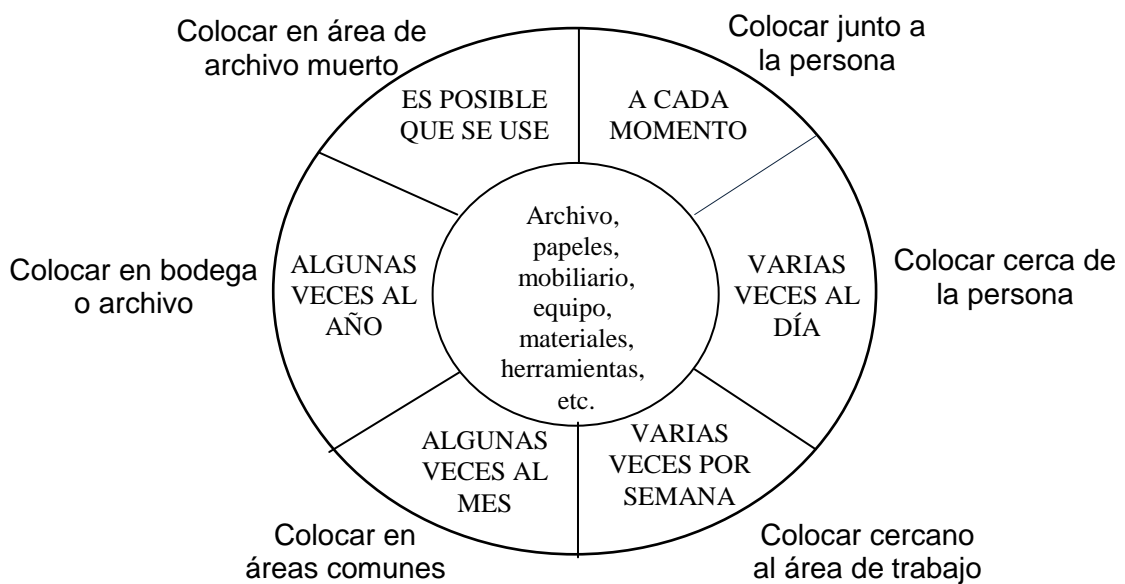 Colocar en área de
archivo muerto
Colocar junto a
la persona
ES POSIBLE
QUE SE USE
A CADA
MOMENTO
Archivo,
papeles,
mobiliario,
equipo,
materiales,
herramientas,
etc.
Colocar en bodega
o archivo
ALGUNAS
VECES AL
AÑO
VARIAS
VECES AL
DÍA
Colocar cerca de
la persona
ALGUNAS
VECES AL
MES
VARIAS
VECES POR
SEMANA
Colocar en
áreas comunes
Colocar cercano
al área de trabajo